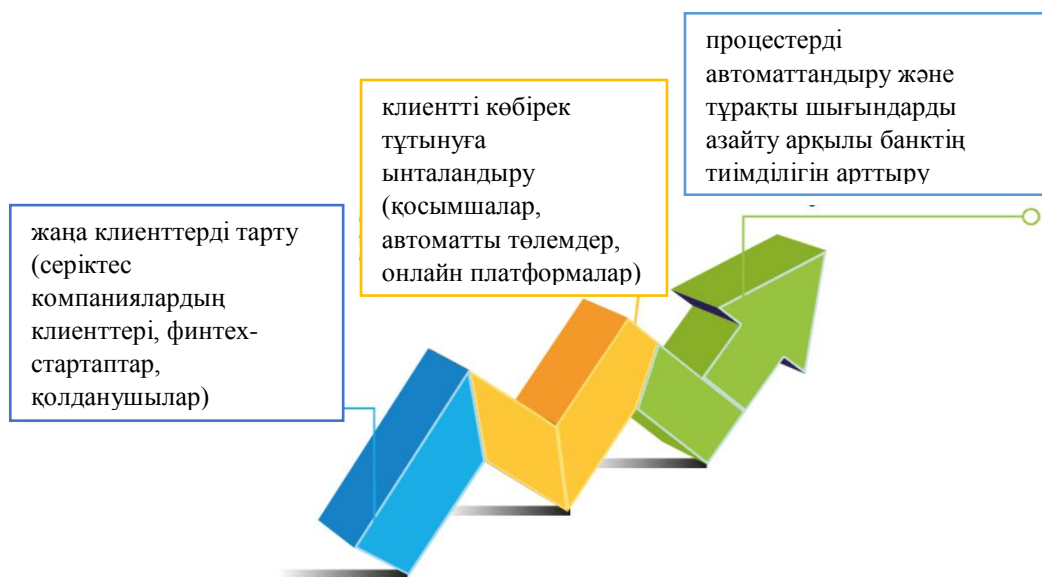 жаңа клиенттерді тарту
(серіктес
компаниялардың
клиенттері, финтех-
стартаптар,
қолданушылар)
клиентті көбірек
тұтынуға
ынталандыру
(қосымшалар,
автоматты төлемдер,
онлайн платформалар)
процестерді
автоматтандыру және
тұрақты шығындарды
азайту арқылы банктің
тиімділігін арттыру